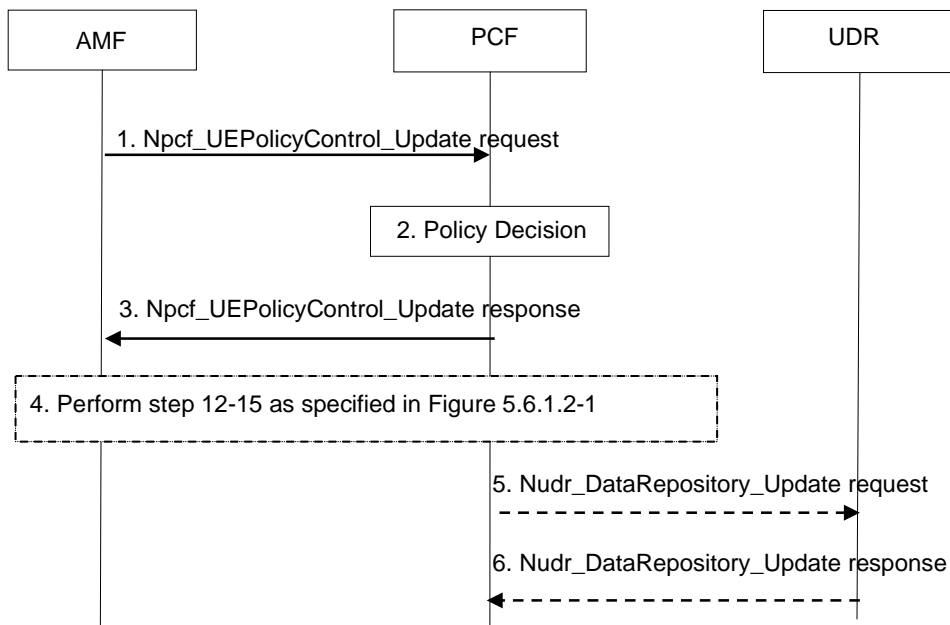 AMF
PCF
UDR
1. Npcf_UEPolicyControl_Update request
2. Policy Decision
3. Npcf_UEPolicyControl_Update response
4. Perform step 12-15 as specified in Figure 5.6.1.2-1
5. Nudr_DataRepository_Update request
6. Nudr_DataRepository_Update response